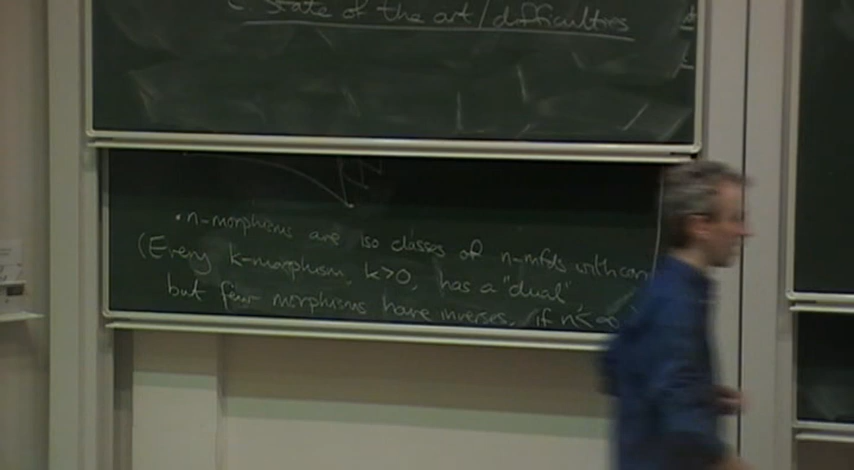 State of the art/difficulties
• n-morphisms are iso classes of n-mfds with
(Every k-morphism, k>0, has a "dual"
but few morphisms have inverses, if n<∞)